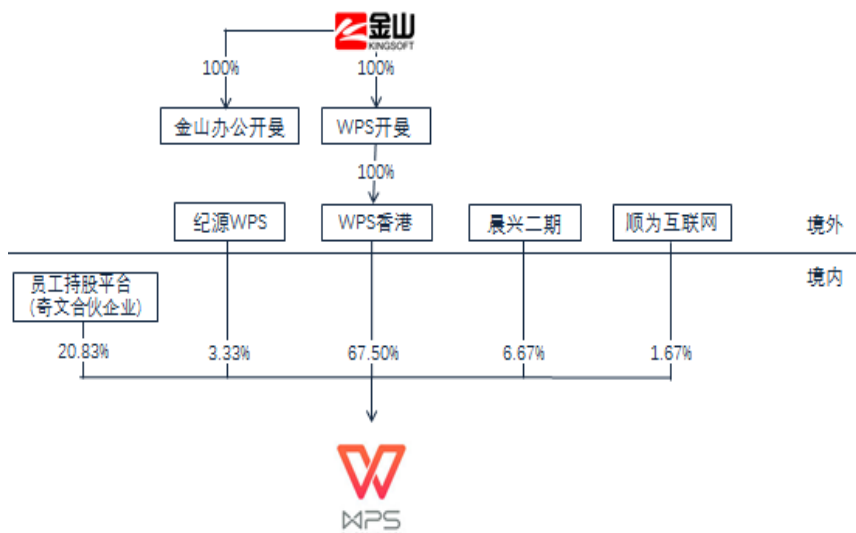 金山
KINGSOFT
100%
100%
金山办公开曼
WPS开曼
100%
纪源WPS
WPS香港
晨兴二期
顺为互联网
境外
境内
员工持股平台
(奇文合伙企业)
20.83%
3.33%
67.50%
6.67%
1.67%
WPS